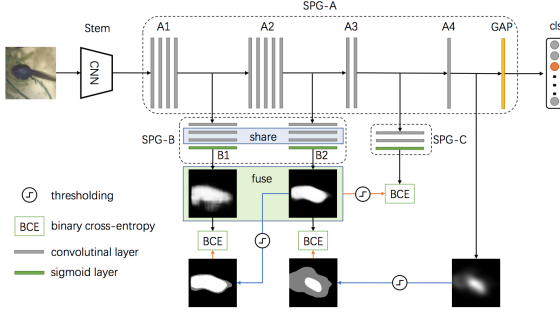 SPG-A
Stem
A1
A2
A3
A4
GAP
cls
CNN
SPG-B
share
SPG-C
B1
B2
fuse
thresholding
BCE
BCE
binary cross-entropy
BCE
BCE
convolutinal layer
sigmoid layer